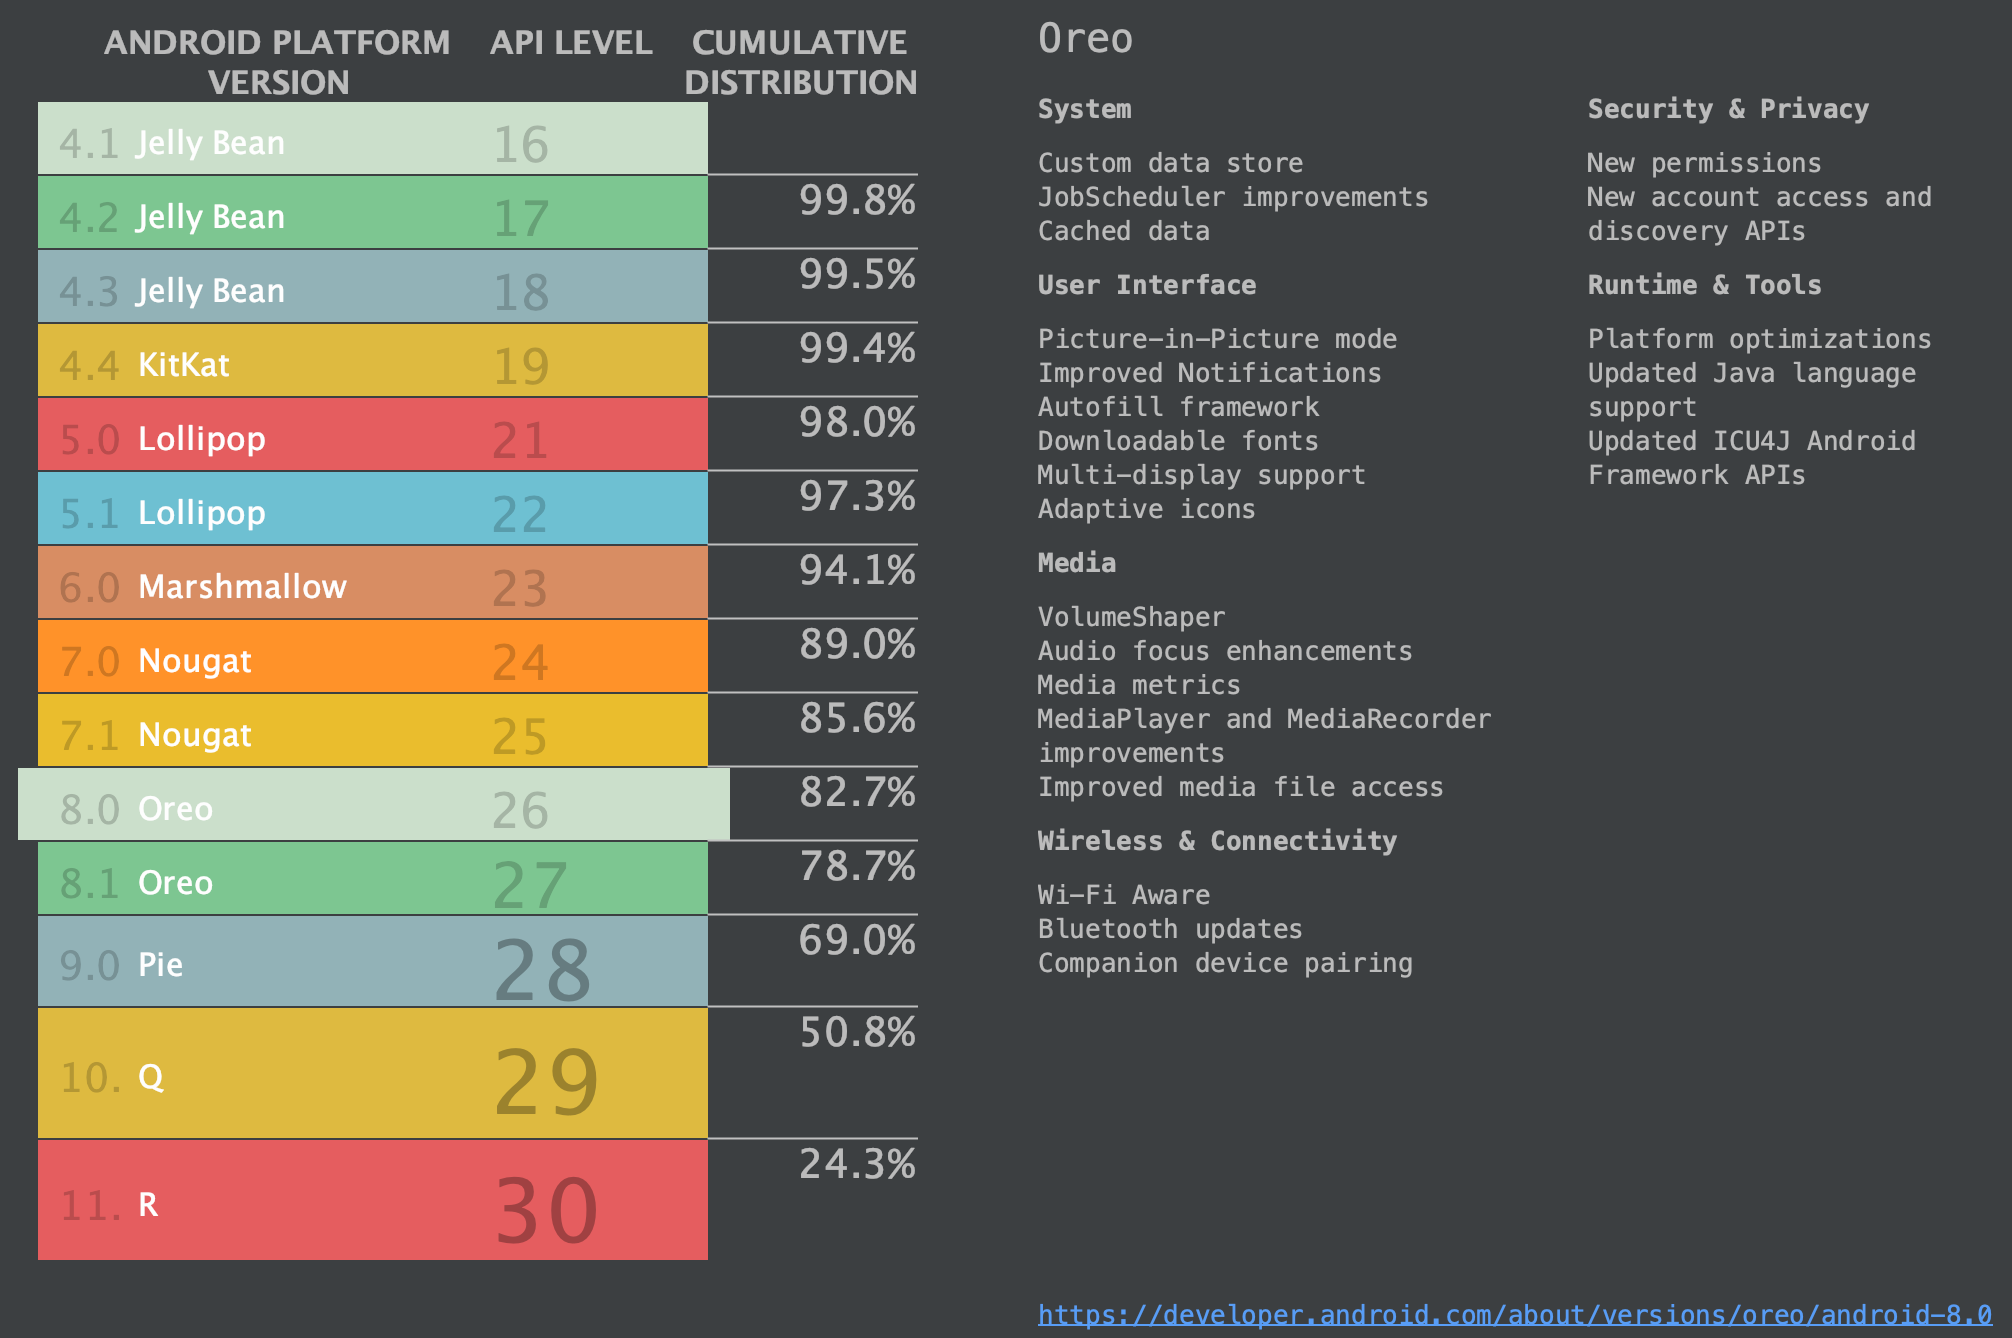 ANDROID PLATFORM VERSION
API LEVEL
CUMULATIVE DISTRIBUTION
4.1 Jelly Bean 16
99.8%
4.2 Jelly Bean 17
99.5%
4.3 Jelly Bean 18
99.4%
4.4 KitKat 19
98.0%
5.0 Lollipop 21
97.3%
5.1 Lollipop 22
94.1%
6.0 Marshmallow 23
89.0%
7.0 Nougat 24
85.6%
7.1 Nougat 25
82.7%
8.0 Oreo 26
78.7%
8.1 Oreo 27
69.0%
9.0 Pie 28
50.8%
10. Q 29
24.3%
11. R 30
Oreo
System
Custom data store
JobScheduler improvements
Cached data
User Interface
Picture-in-Picture mode
Improved Notifications
Autofill framework
Downloadable fonts
Multi-display support
Adaptive icons
Media
VolumeShaper
Audio focus enhancements
Media metrics
MediaPlayer and MediaRecorder
improvements
Improved media file access
Wireless & Connectivity
Wi-Fi Aware
Bluetooth updates
Companion device pairing
Security & Privacy
New permissions
New account access and
discovery APIs
Runtime & Tools
Platform optimizations
Updated Java language
support
Updated ICU4J Android
Framework APIs
https://developer.android.com/about/versions/oreo/android-8.0